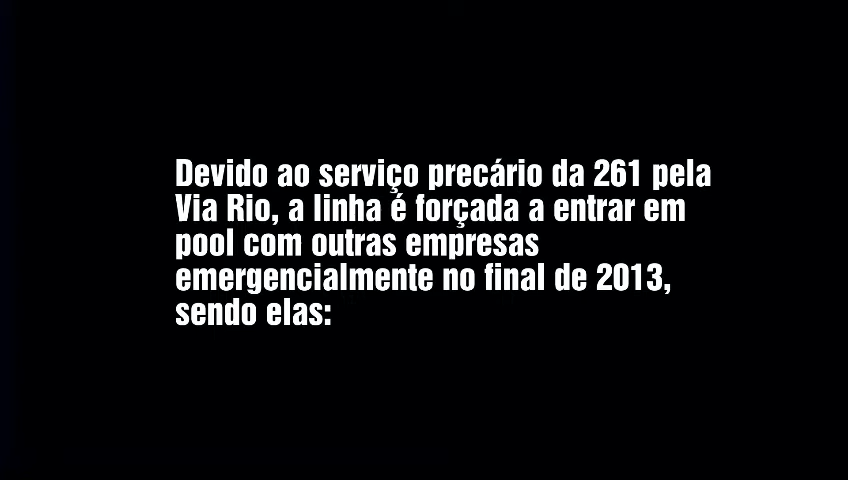 Devido ao serviço precário da 261 pela
Via Rio, a linha é forçada a entrar em
pool com outras empresas
emergencialmente no final de 2013,
sendo elas: